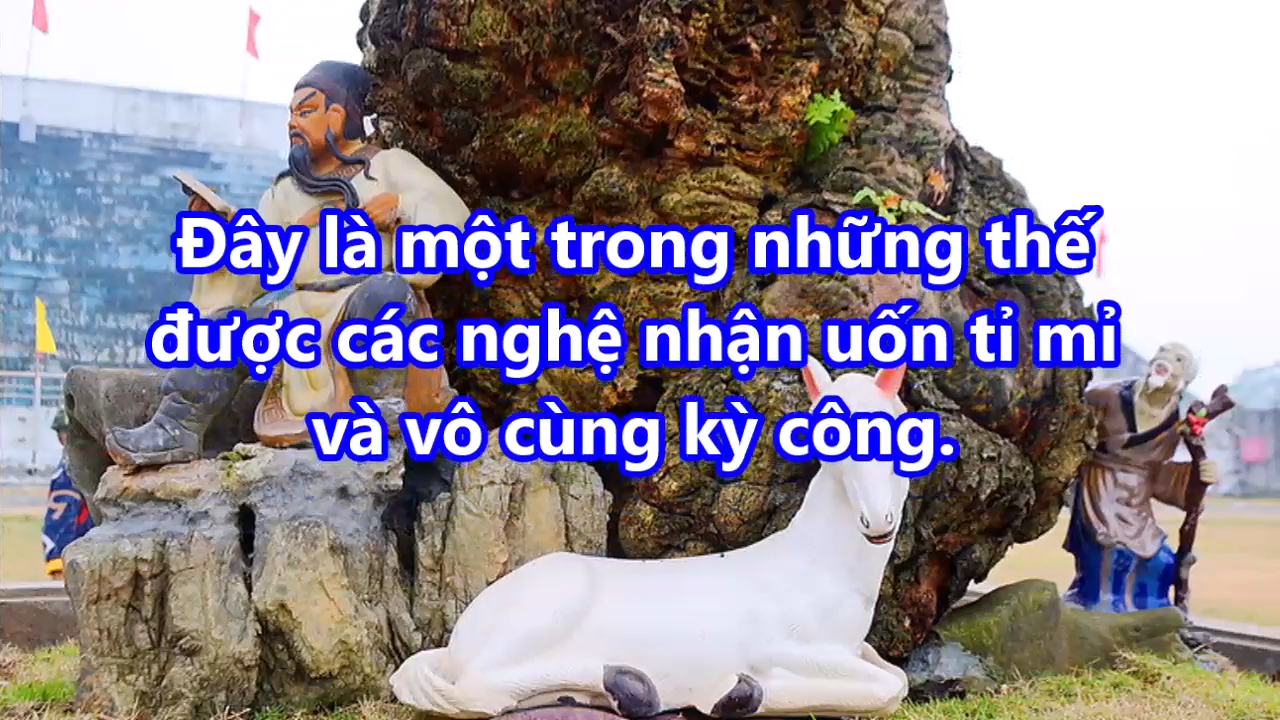 Đây là một trong những thế
được các nghệ nhận uốn tỉ mỉ
và vô cùng kỳ công.